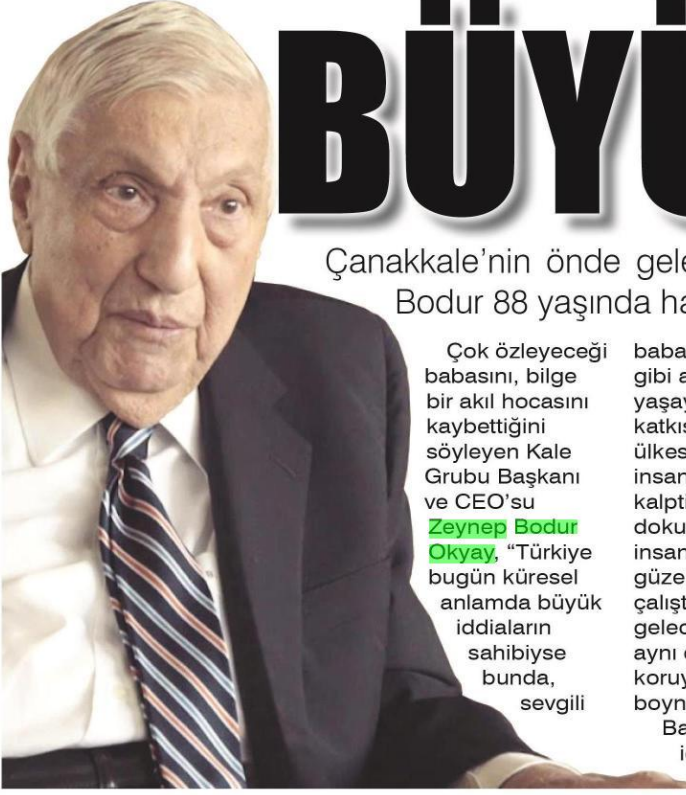 BÜYÜ
Çanakkale'nin önde gele
Bodur 88 yaşında ha
Çok özleyeceği
babasını, bilge
bir akıl hocasını
kaybettiğini
söyleyen Kale
Grubu Başkanı
ve CEO'su
Zeynep Bodur
Okyay, "Türkiye
bugün küresel
anlamda büyük
iddiaların
sahibiyse
bunda,
sevgili
baba
gibi a
yaşay
katkıs
ülkes
insan
kalpti
doku
insan
güze
çalışt
gelec
aynı
koruy
boyn
Ba